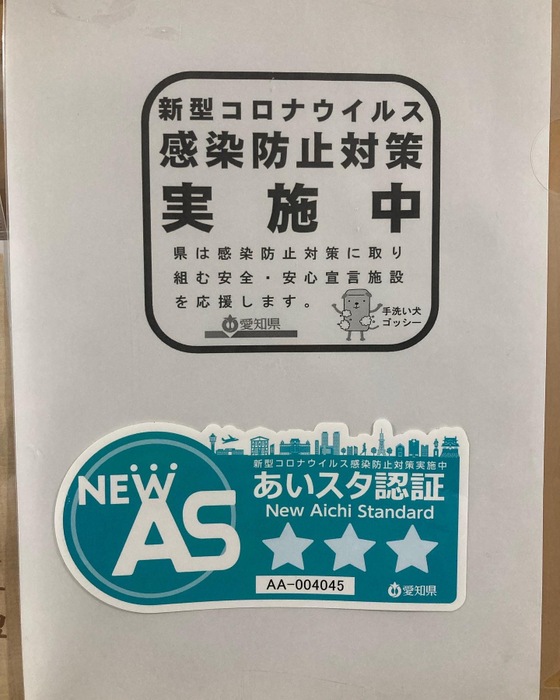 新型コロナウイルス
感染防止対策
実施中
県は感染防止対策に取り
組む安全・安心宣言施設
を応援します。
愛知県
手洗い犬
ゴッシー
新型コロナウイルス感染防止対策実施中
NEW
AS
あいスタ認証
New Aichi Standard
AA-004045
愛知県